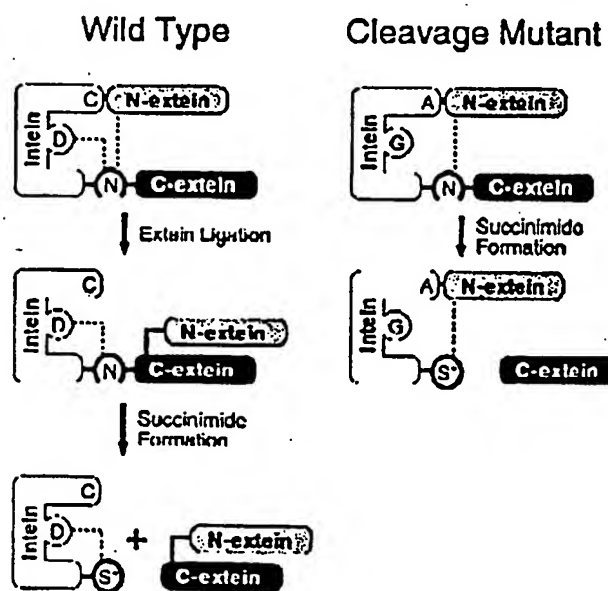 Wild Type
C N-extein
Intein
D
N C-extein
Extein Ligation
C
Intein
D
N-extein
N C-extein
Succinimide
Formation
C
Intein
D
+
N-extein
S* C-extein
Cleavage Mutant
A N-extein
Intein
G
N C-extein
Succinimide
Formation
A N-extein
Intein
G
S* C-extein